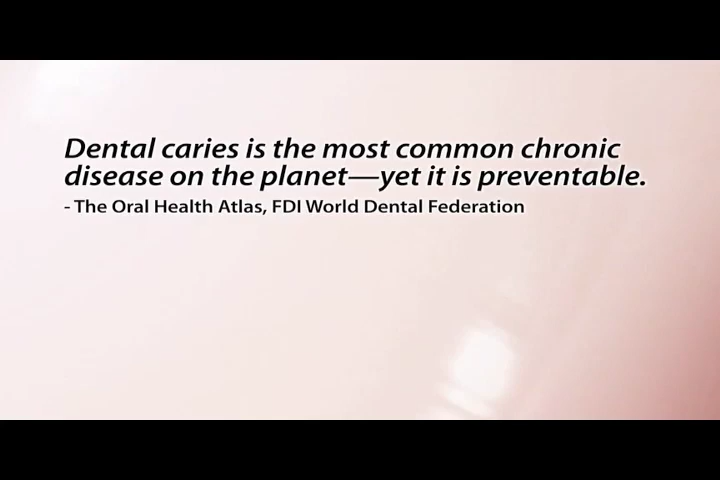 Dental caries is the most common chronic
disease on the planet—yet it is preventable.
- The Oral Health Atlas, FDI World Dental Federation